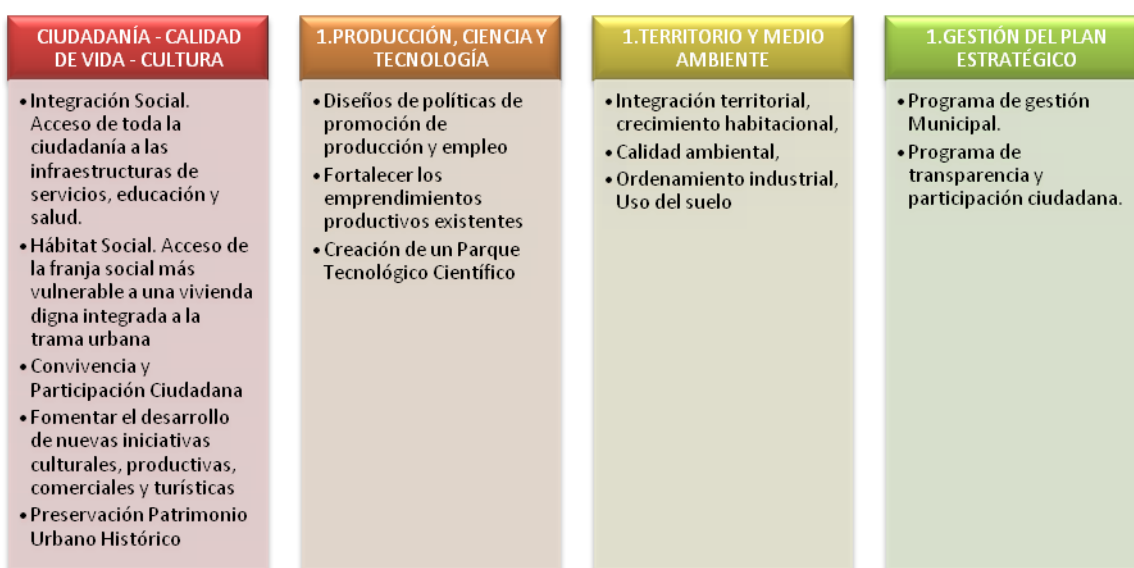 CIUDADANÍA - CALIDAD
DE VIDA - CULTURA
•Integración Social.
Acceso de toda la
ciudadanía a las
infraestructuras de
servicios, educación y
salud.
•Hábitat Social. Acceso de
la franja social más
vulnerable a una vivienda
digna integrada a la
trama urbana
•Convivencia y
Participación Ciudadana
•Fomentar el desarrollo
de nuevas iniciativas
culturales, productivas,
comerciales y turísticas
•Preservación Patrimonio
Urbano Histórico
1.PRODUCCIÓN, CIENCIA Y
TECNOLOGÍA
•Diseños de políticas de
promoción de
producción y empleo
•Fortalecer los
emprendimientos
productivos existentes
•Creación de un Parque
Tecnológico Científico
1.TERRITORIO Y MEDIO
AMBIENTE
•Integración territorial,
crecimiento habitacional,
•Calidad ambiental,
•Ordenamiento industrial,
Uso del suelo
1.GESTIÓN DEL PLAN
ESTRATÉGICO
•Programa de gestión
Municipal.
•Programa de
transparencia y
participación ciudadana.